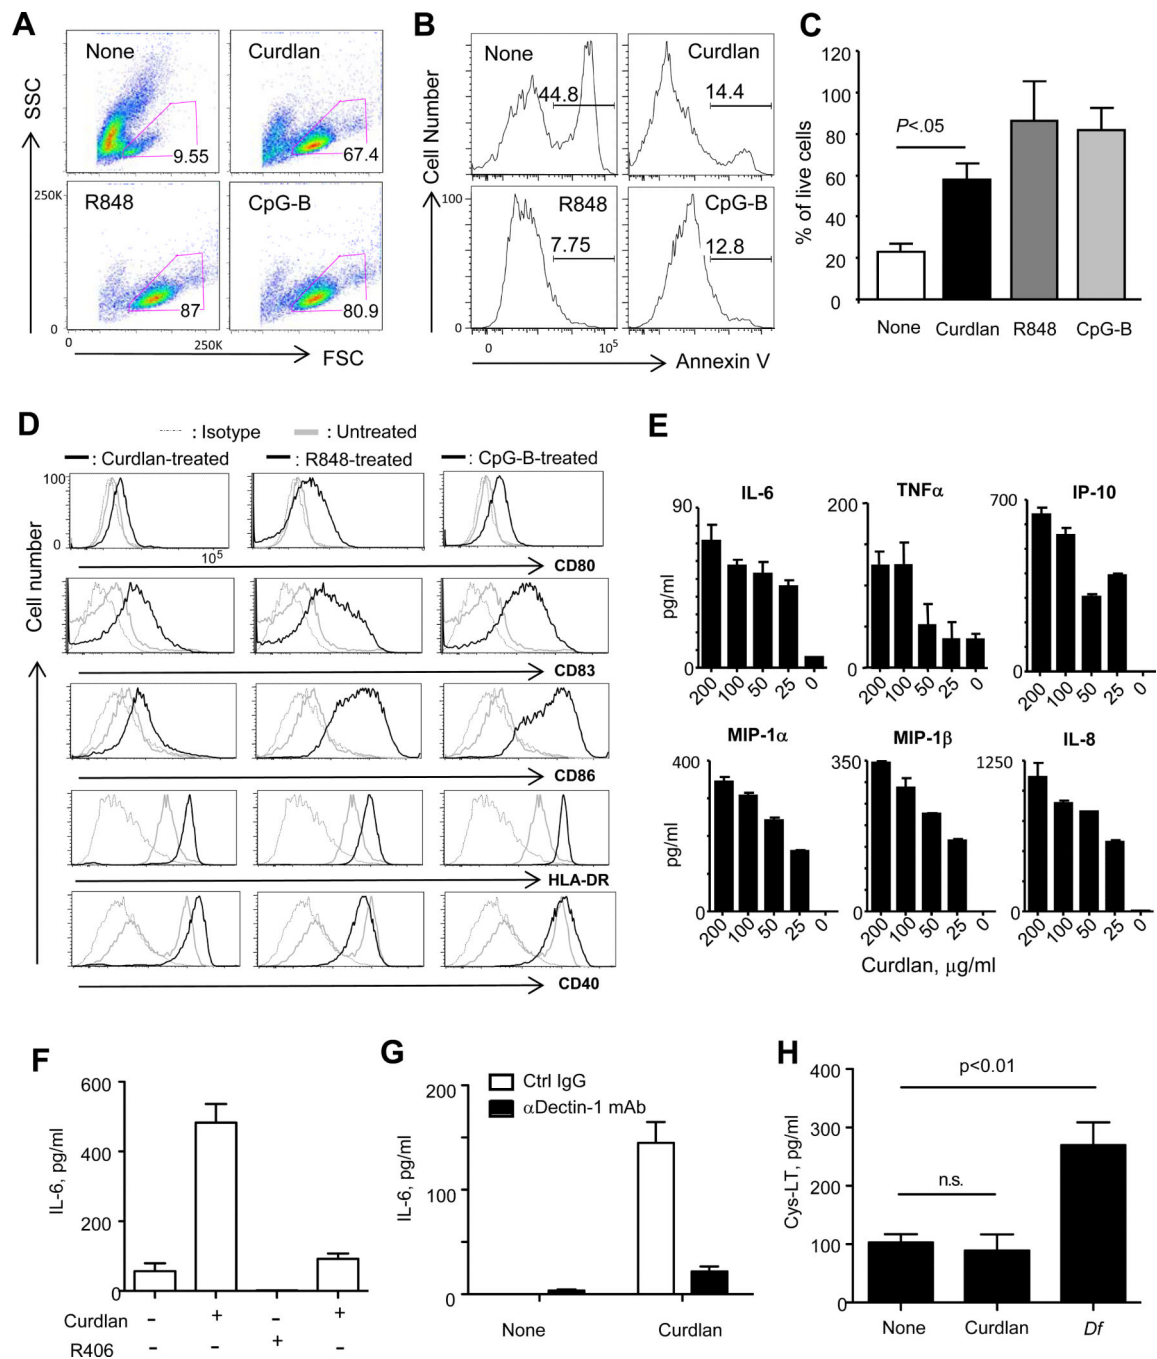 A
SSC
None
9.55
Curdlan
67.4
250K
R848
87
CpG-B
80.9
0
0
250K
FSC
B
Cell Number
None
44.8
Curdlan
14.4
100
R848
7.75
CpG-B
12.8
0
0
10⁵
Annexin V
C
% of live cells
120
100
80
60
40
20
0
P<.05
None
Curdlan
R848
CpG-B
D
: Isotype
: Untreated
: Curdlan-treated
: R848-treated
: CpG-B-treated
Cell number
100
0
10⁵
CD80
CD83
CD86
HLA-DR
CD40
E
IL-6
TNFα
IP-10
pg/ml
90
0
200
0
700
0
200 100 50 25 0
200 100 50 25 0
200 100 50 25 0
MIP-1α
MIP-1β
IL-8
pg/ml
400
0
350
0
1250
0
200 100 50 25 0
200 100 50 25 0
200 100 50 25 0
Curdlan, μg/ml
F
IL-6, pg/ml
600
400
200
0
Curdlan - + - +
R406 - - + -
G
Ctrl IgG
αDectin-1 mAb
IL-6, pg/ml
200
100
0
None
Curdlan
H
Cys-LT, pg/ml
400
300
200
100
0
p<0.01
n.s.
None
Curdlan
Df